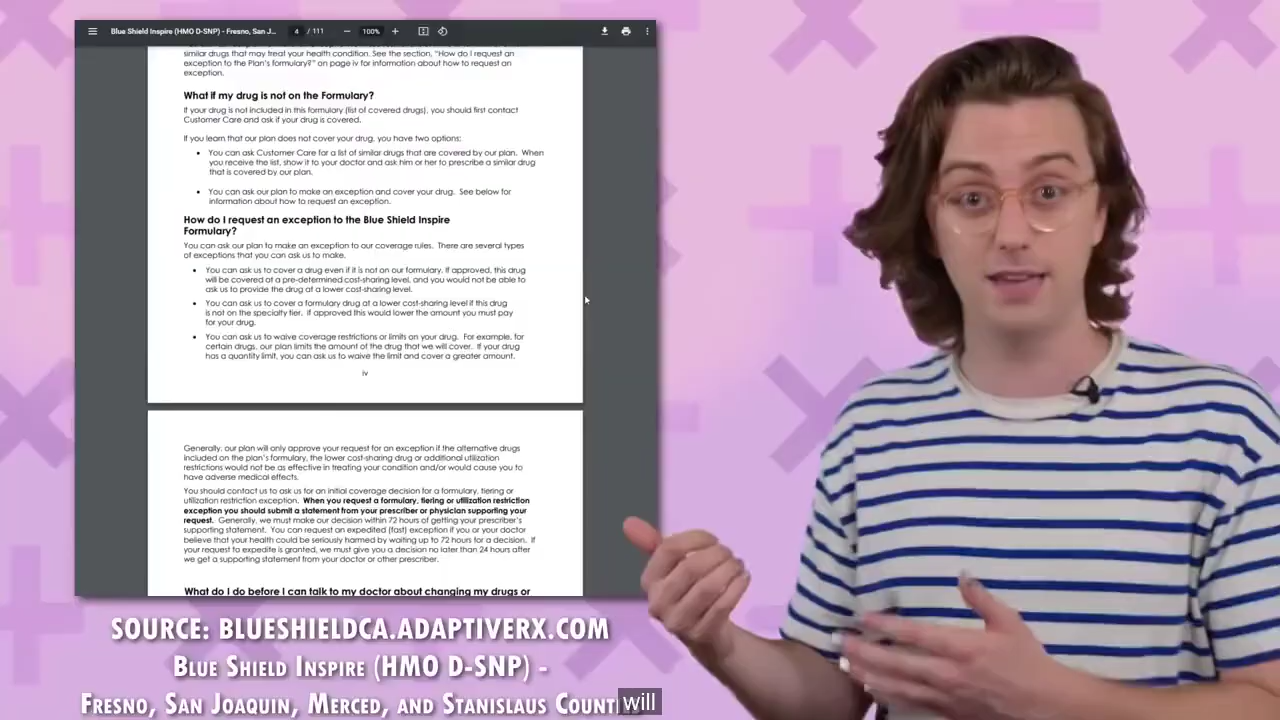 Blue Shield Inspire (HMO D-SNP) - Fresno, San J... 4 / 111 100%
similar drugs that may treat your health condition. See the section, "How do I request an
exception to the Plan's formulary?" on page iv for information about how to request an
exception.
What if my drug is not on the Formulary?
If your drug is not included in this formulary (list of covered drugs), you should first contact
Customer Care and ask if your drug is covered.
If you learn that our plan does not cover your drug, you have two options:
• You can ask Customer Care for a list of similar drugs that are covered by our plan. When
you receive the list, show it to your doctor and ask him or her to prescribe a similar drug
that is covered by our plan.
• You can ask our plan to make an exception and cover your drug. See below for
information about how to request an exception.
How do I request an exception to the Blue Shield Inspire
Formulary?
You can ask our plan to make an exception to our coverage rules. There are several types
of exceptions that you can ask us to make.
• You can ask us to cover a drug even if it is not on our formulary. If approved, this drug
will be covered at a pre-determined cost-sharing level, and you would not be able to
ask us to provide the drug at a lower cost-sharing level.
• You can ask us to cover a formulary drug at a lower cost-sharing level if this drug
is not on the specialty tier. If approved this would lower the amount you must pay
for your drug.
• You can ask us to waive coverage restrictions or limits on your drug. For example, for
certain drugs, our plan limits the amount of the drug that we will cover. If your drug
has a quantity limit, you can ask us to waive the limit and cover a greater amount.
iv
Generally, our plan will only approve your request for an exception if the alternative drugs
included on the plan's formulary, the lower cost-sharing drug or additional utilization
restrictions would not be as effective in treating your condition and/or would cause you to
have adverse medical effects.
You should contact us to ask us for an initial coverage decision for a formulary, tiering or
utilization restriction exception. When you request a formulary, tiering or utilization restriction
exception you should submit a statement from your prescriber or physician supporting your
request. Generally, we must make our decision within 72 hours of getting your prescriber's
supporting statement. You can request an expedited (fast) exception if you or your doctor
believe that your health could be seriously harmed by waiting up to 72 hours for a decision. If
your request to expedite is granted, we must give you a decision no later than 24 hours after
we get a supporting statement from your doctor or other prescriber.
What do I do before I can talk to my doctor about changing my drugs or
SOURCE: BLUESHIELDCA.ADAPTIVERX.COM
BLUE SHIELD INSPIRE (HMO D-SNP) -
FRESNO, SAN JOAQUIN, MERCED, AND STANISLAUS COUNT
will